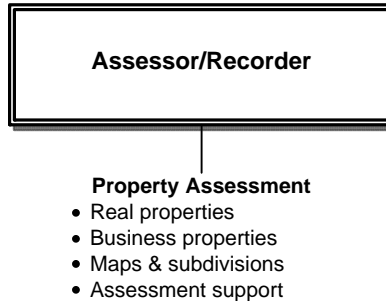 Assessor/Recorder
Property Assessment
• Real properties
• Business properties
• Maps & subdivisions
• Assessment support